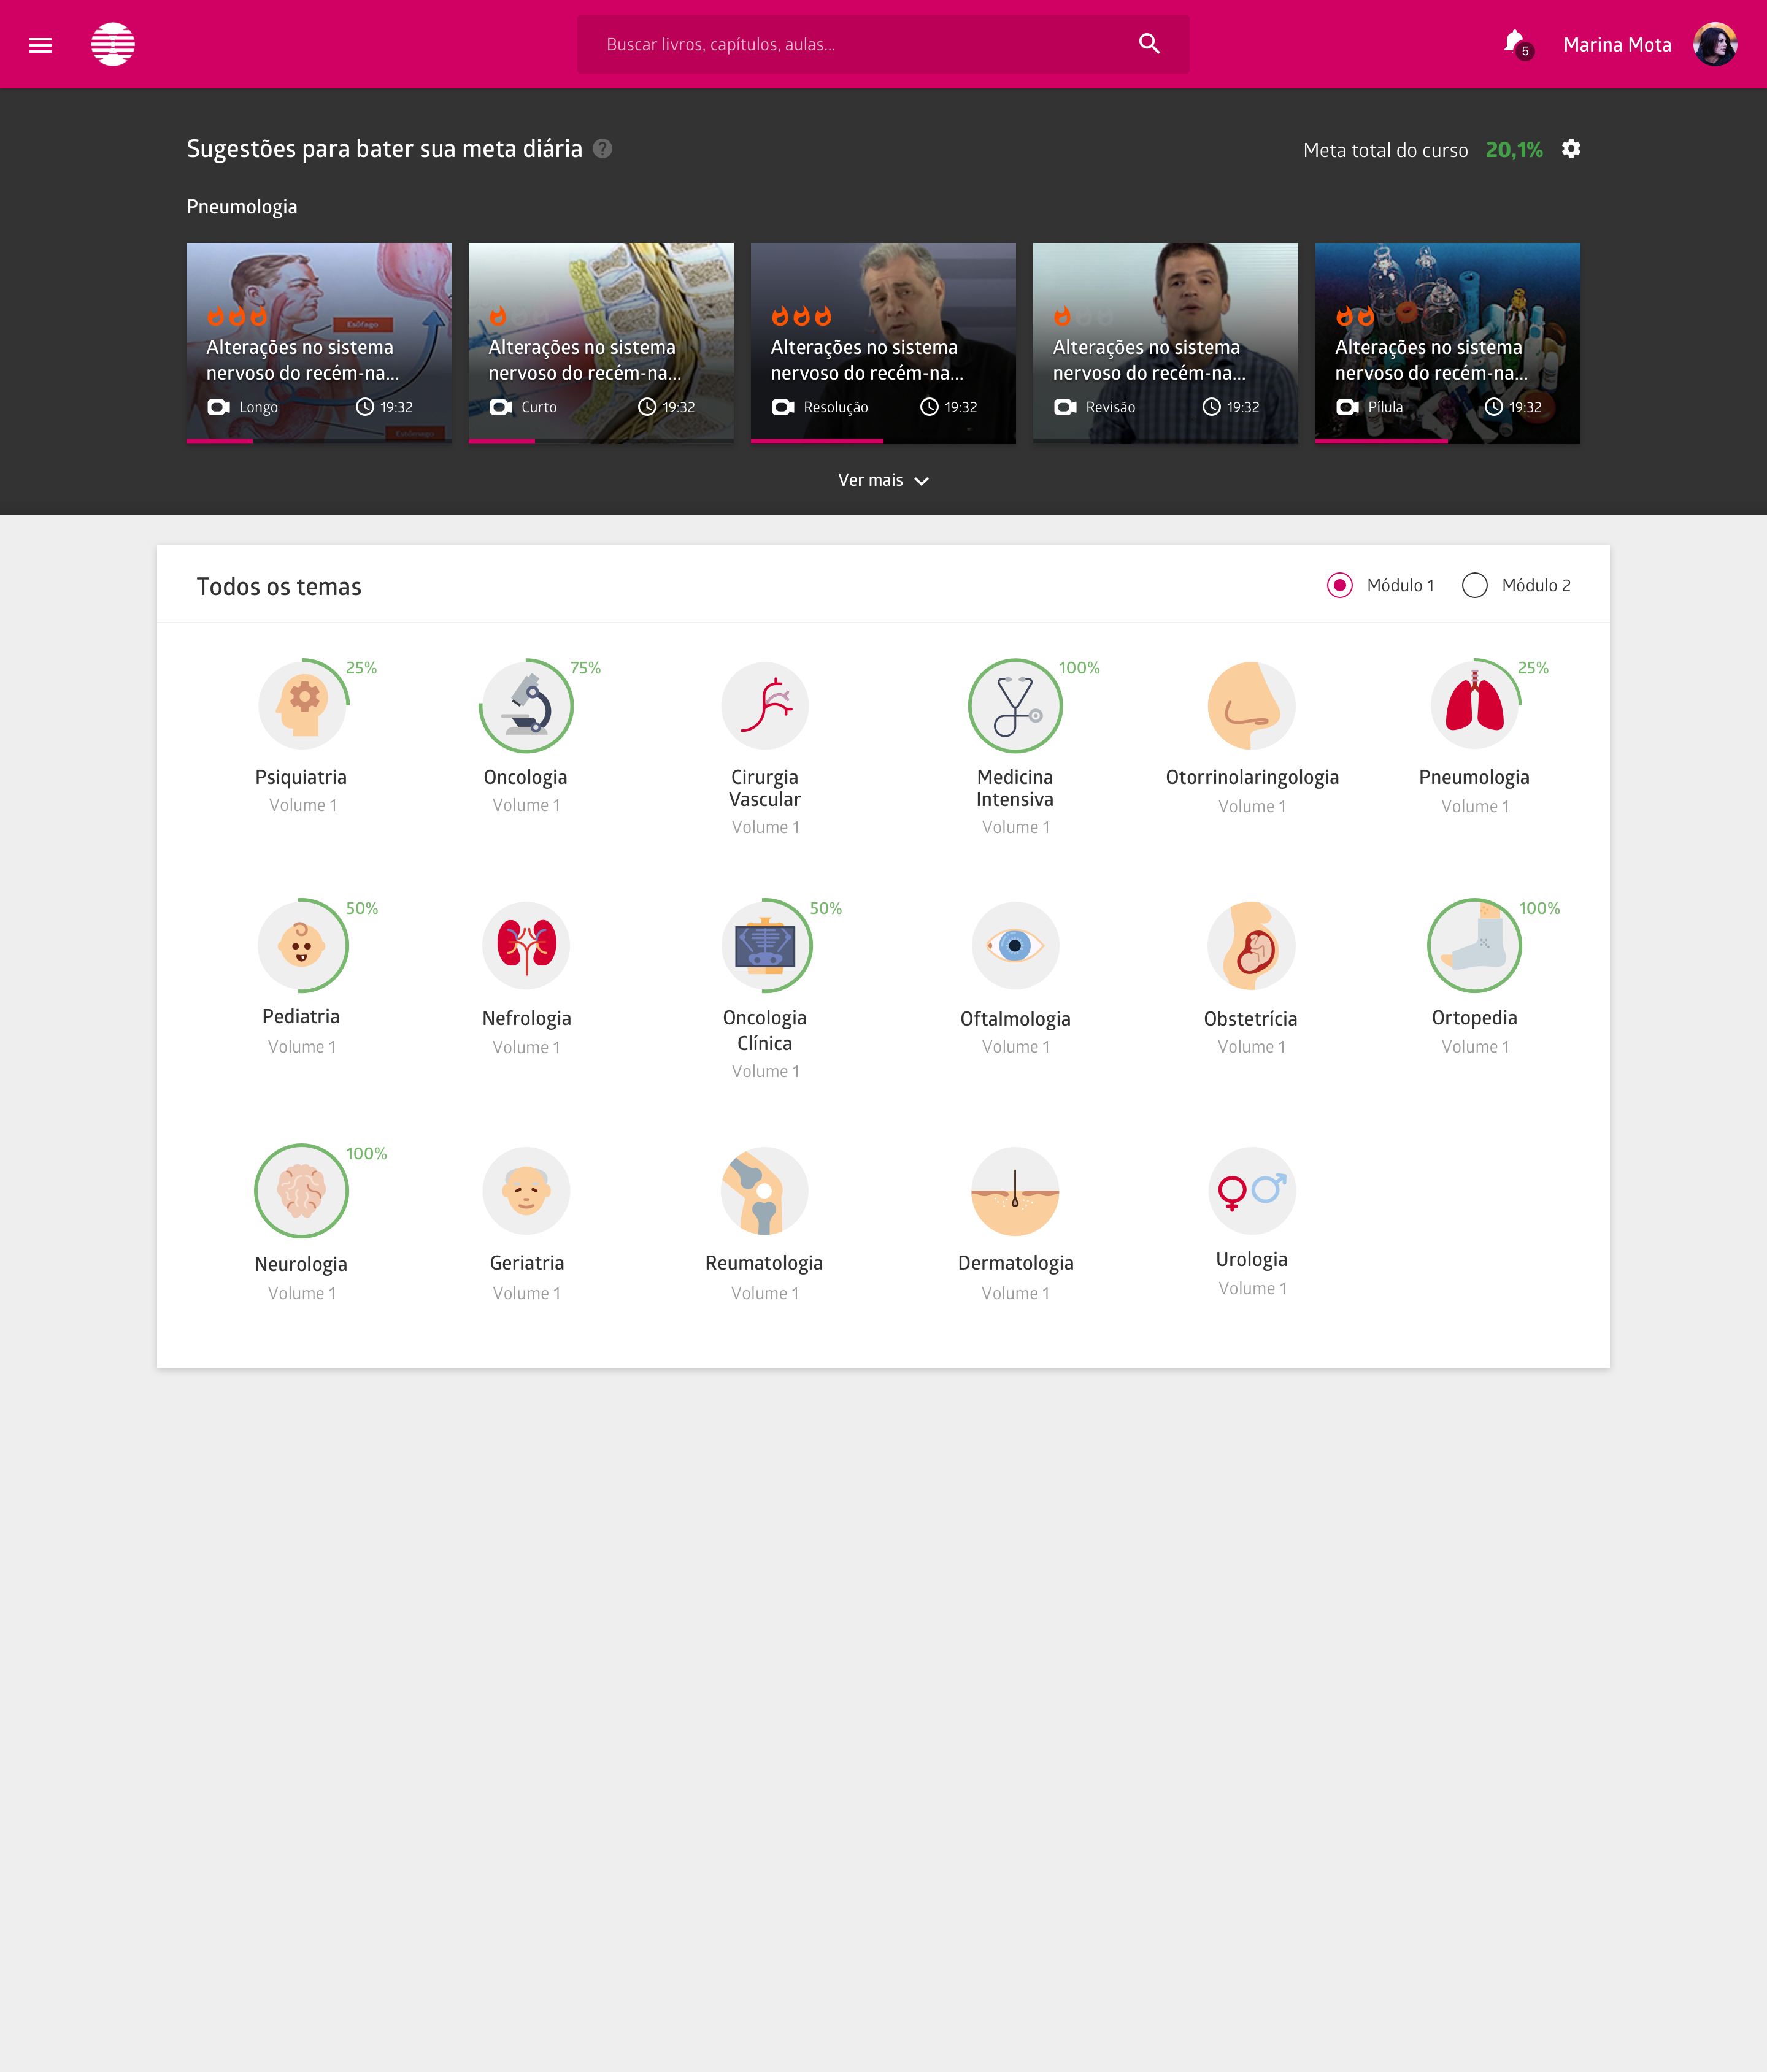 Buscar livros, capítulos, aulas...
5
Marina Mota
Sugestões para bater sua meta diária ?
Meta total do curso 20,1%
Pneumologia
Esôfago
Alterações no sistema
nervoso do recém-na...
Longo 19:32
Estômago
Alterações no sistema
nervoso do recém-na...
Curto 19:32
Alterações no sistema
nervoso do recém-na...
Resolução 19:32
Alterações no sistema
nervoso do recém-na...
Revisão 19:32
Alterações no sistema
nervoso do recém-na...
Pílula 19:32
Ver mais
Todos os temas
Módulo 1 Módulo 2
25%
Psiquiatria
Volume 1
75%
Oncologia
Volume 1
Cirurgia
Vascular
Volume 1
100%
Medicina
Intensiva
Volume 1
Otorrinolaringologia
Volume 1
25%
Pneumologia
Volume 1
50%
Pediatria
Volume 1
Nefrologia
Volume 1
50%
Oncologia
Clínica
Volume 1
Oftalmologia
Volume 1
Obstetrícia
Volume 1
100%
Ortopedia
Volume 1
100%
Neurologia
Volume 1
Geriatria
Volume 1
Reumatologia
Volume 1
Dermatologia
Volume 1
Urologia
Volume 1